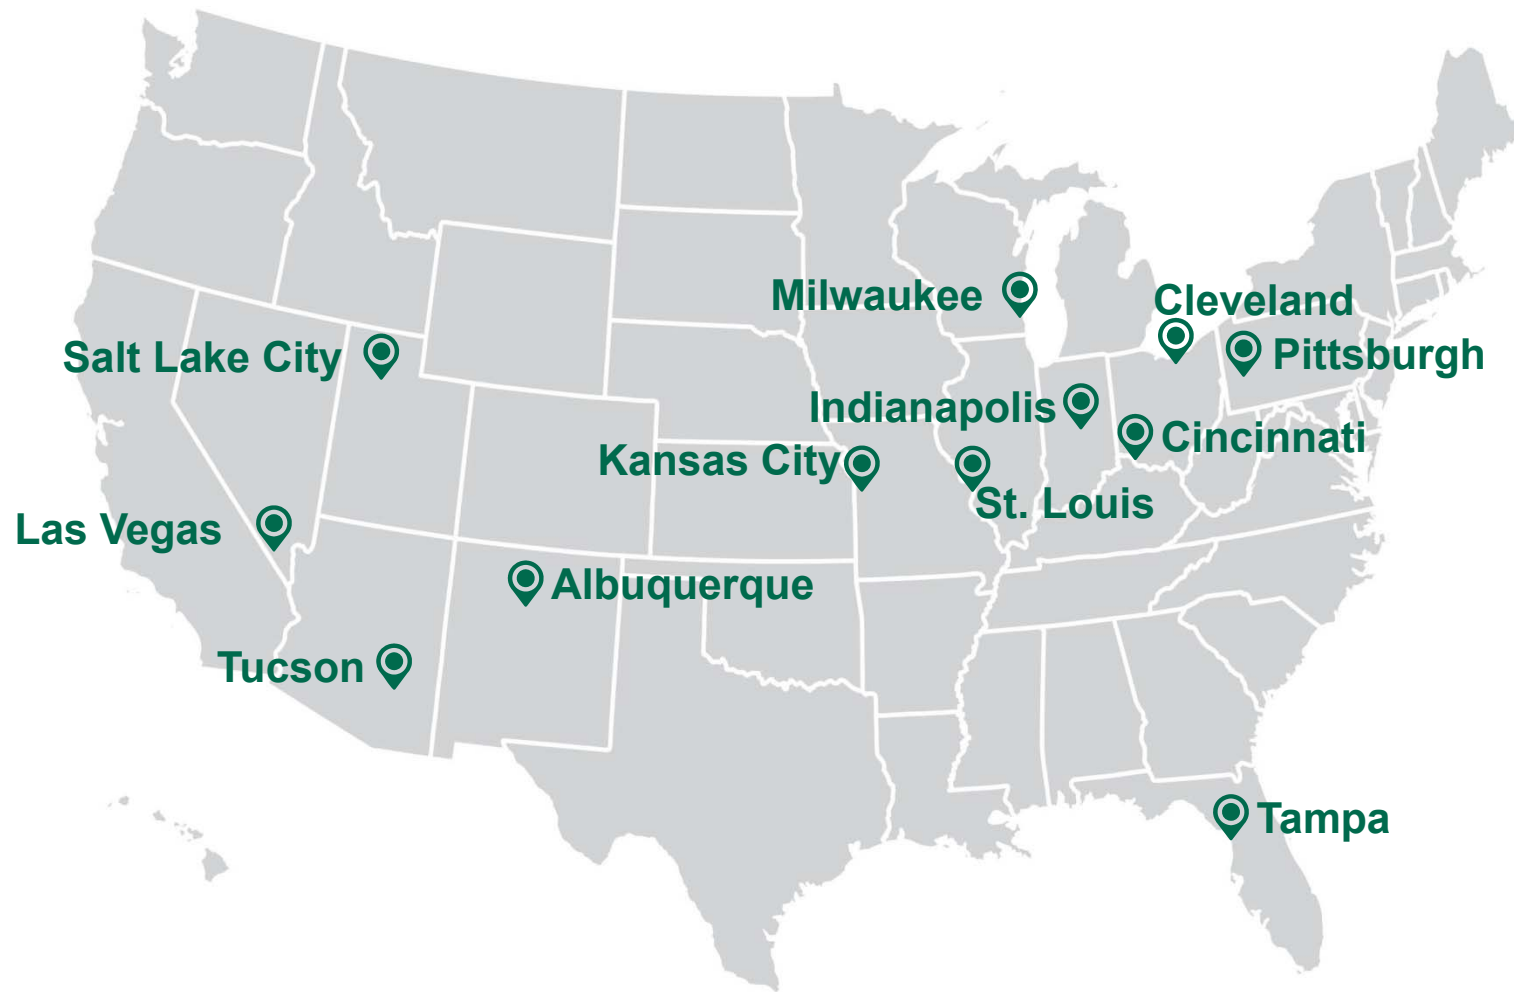 Milwaukee
Cleveland
Salt Lake City
Pittsburgh
Indianapolis
Cincinnati
Kansas City
St. Louis
Las Vegas
Albuquerque
Tucson
Tampa